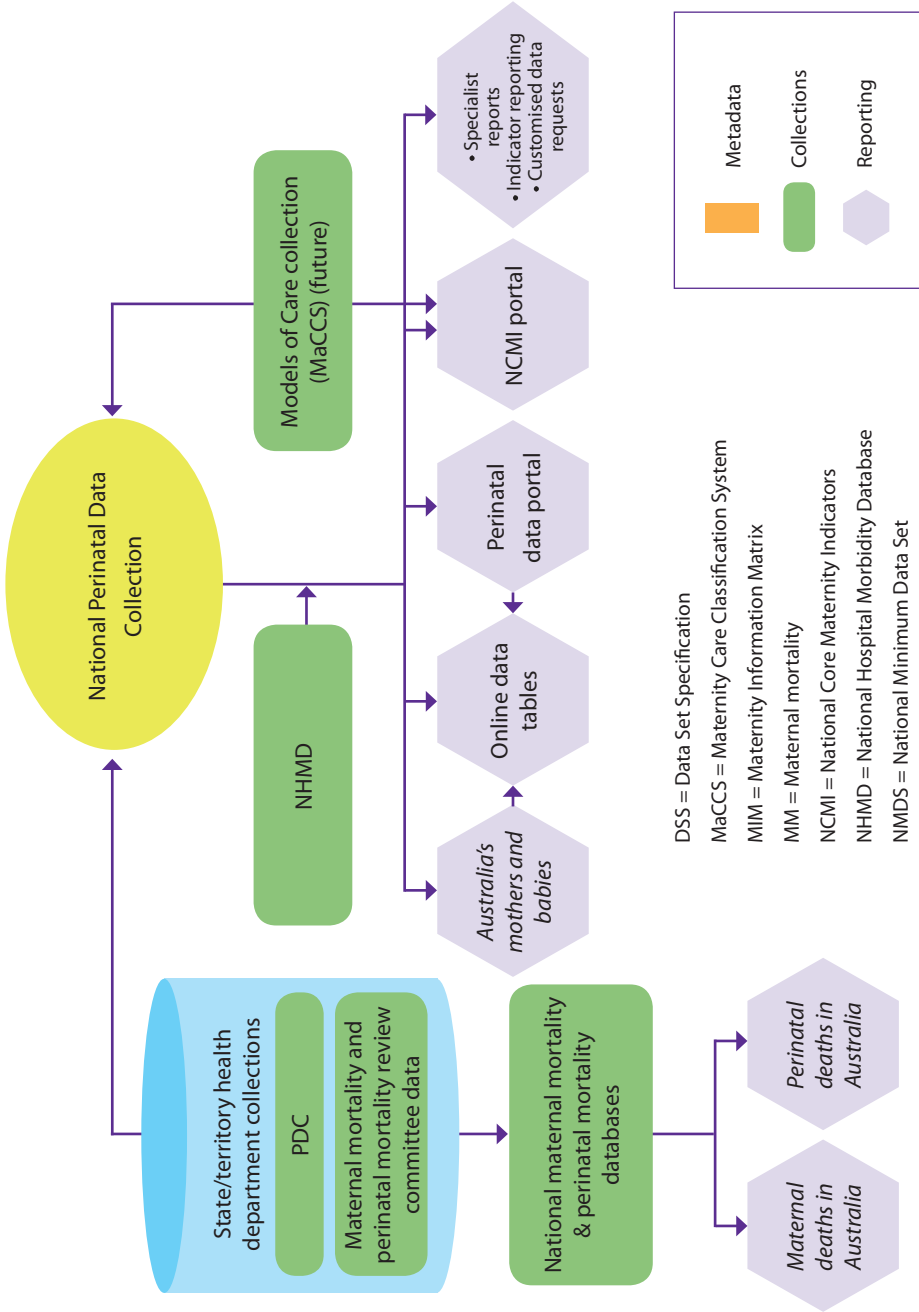 National Perinatal Data
Collection
State/territory health
department collections
PDC
Maternal mortality and
perinatal mortality review
committee data
NHMD
Models of Care collection
(MaCCS) (future)
National maternal mortality
& perinatal mortality
databases
Australia's
mothers and
babies
Online data
tables
Perinatal
data portal
NCMI portal
• Specialist
reports
• Indicator reporting
• Customised data
requests
Maternal
deaths in
Australia
Perinatal
deaths in
Australia
DSS = Data Set Specification
MaCCS = Maternity Care Classification System
MIM = Maternity Information Matrix
MM = Maternal mortality
NCMI = National Core Maternity Indicators
NHMD = National Hospital Morbidity Database
NMDS = National Minimum Data Set
Metadata
Collections
Reporting